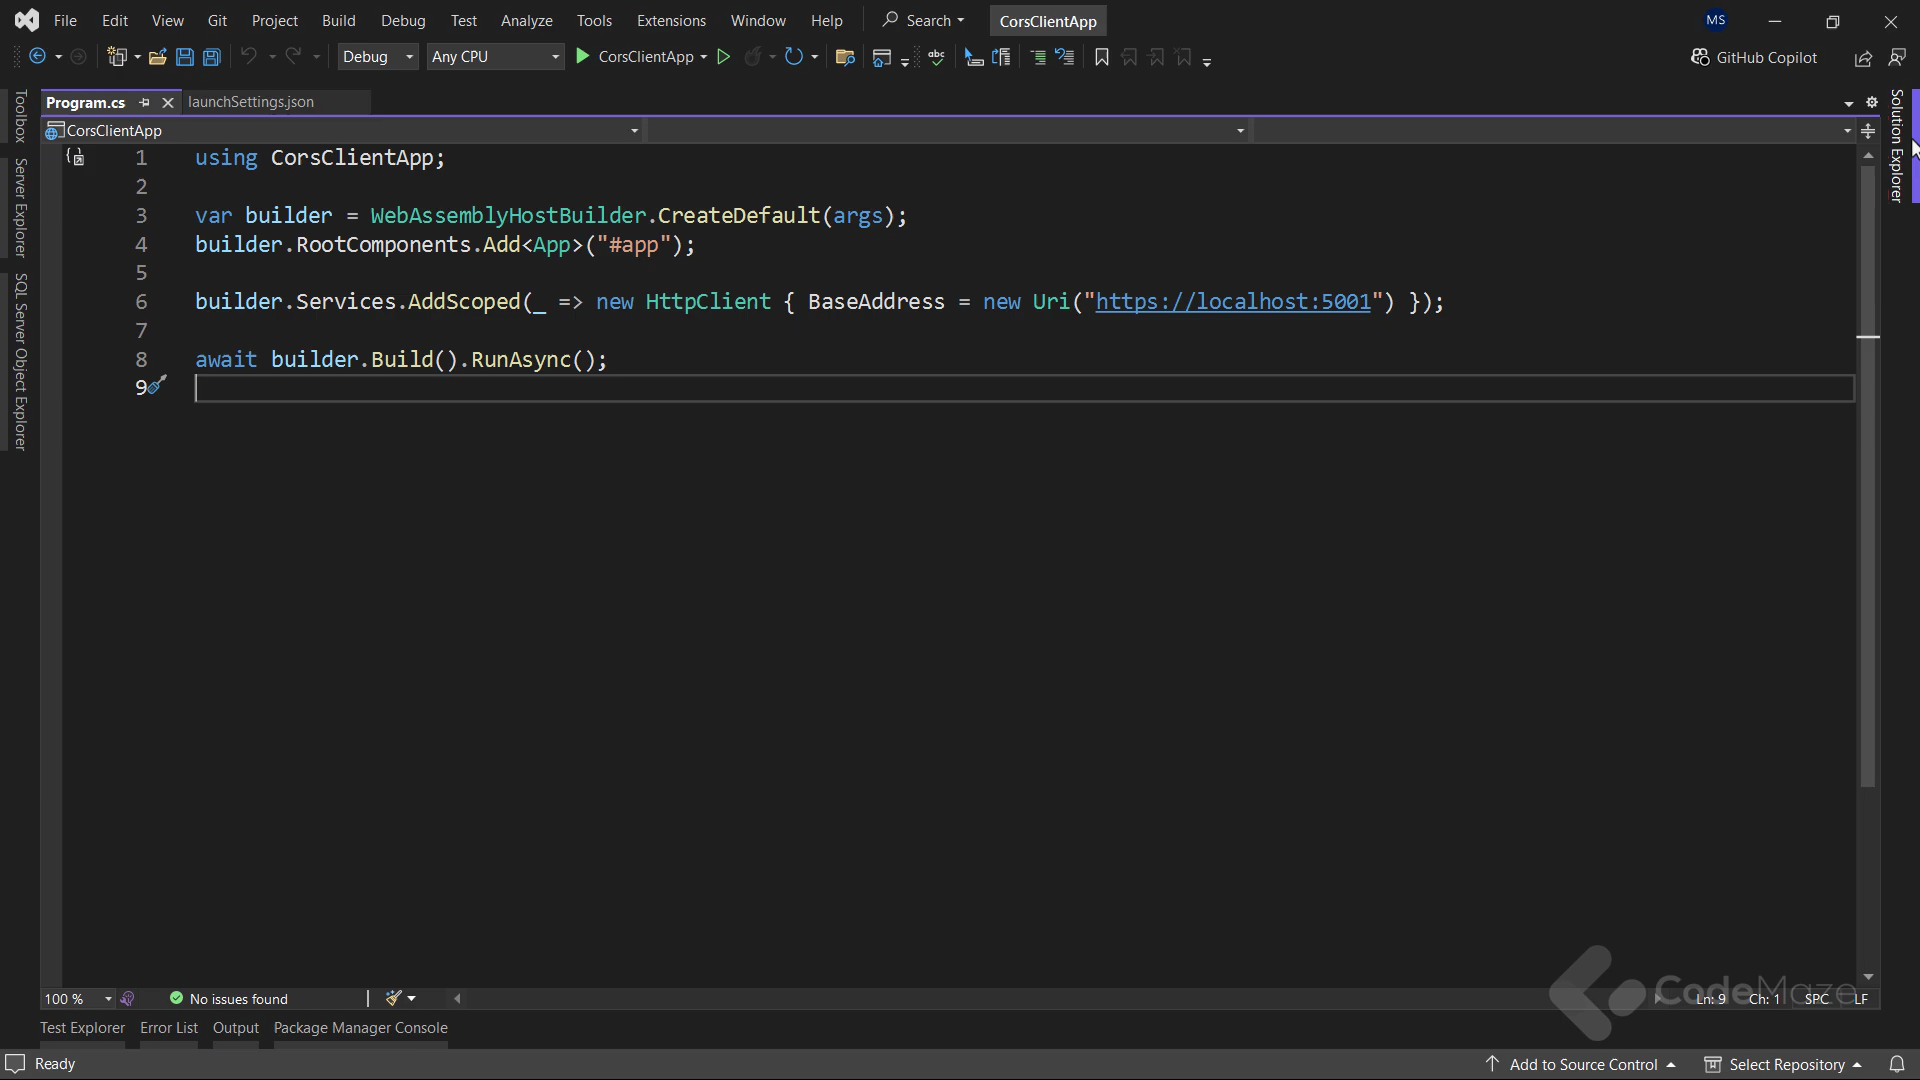 File Edit View Git Project Build Debug Test Analyze Tools Extensions Window Help Search CorsClientApp MS
Debug Any CPU CorsClientApp abc GitHub Copilot
Program.cs launchSettings.json
CorsClientApp
Toolbox
Server Explorer
SQL Server Object Explorer
Solution Explorer
1 using CorsClientApp;
2
3 var builder = WebAssemblyHostBuilder.CreateDefault(args);
4 builder.RootComponents.Add<App>("#app");
5
6 builder.Services.AddScoped(_ => new HttpClient { BaseAddress = new Uri("https://localhost:5001") });
7
8 await builder.Build().RunAsync();
9
100 % No issues found Ln: 9 Ch: 1 SPC LF
CodeMaze
Test Explorer Error List Output Package Manager Console
Ready Add to Source Control Select Repository